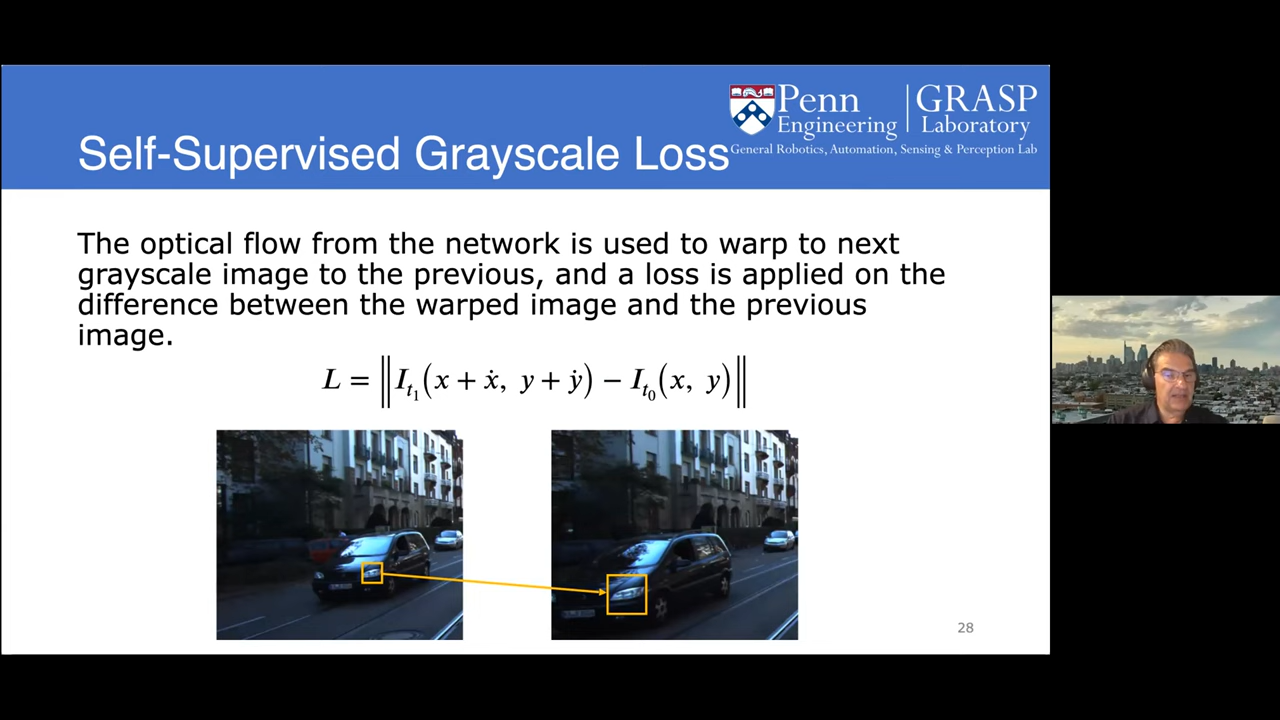 Self-Supervised Grayscale Loss
Penn
Engineering
GRASP
Laboratory
General Robotics, Automation, Sensing & Perception Lab
The optical flow from the network is used to warp to next
grayscale image to the previous, and a loss is applied on the
difference between the warped image and the previous
image.
L = ‖I_{t_1}(x + ẋ, y + ẏ) − I_{t_0}(x, y)‖
28